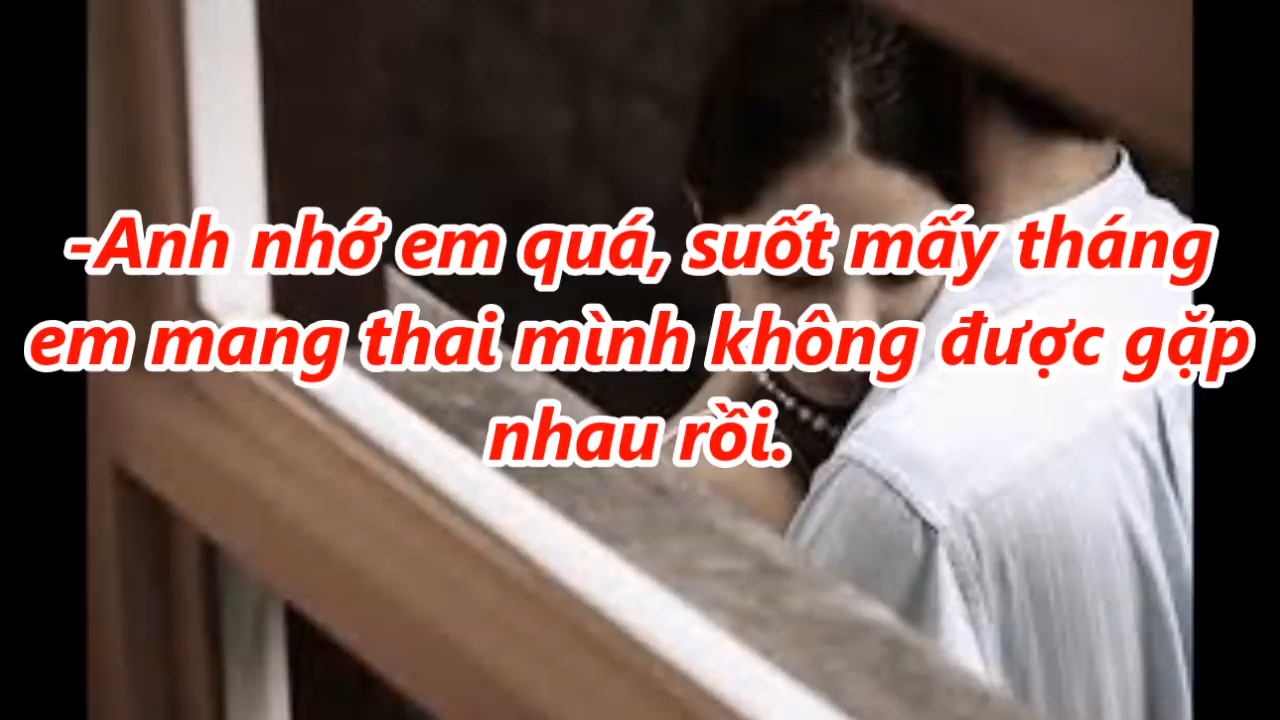 -Anh nhớ em quá, suốt mấy tháng
em mang thai mình không được gặp
nhau rồi.